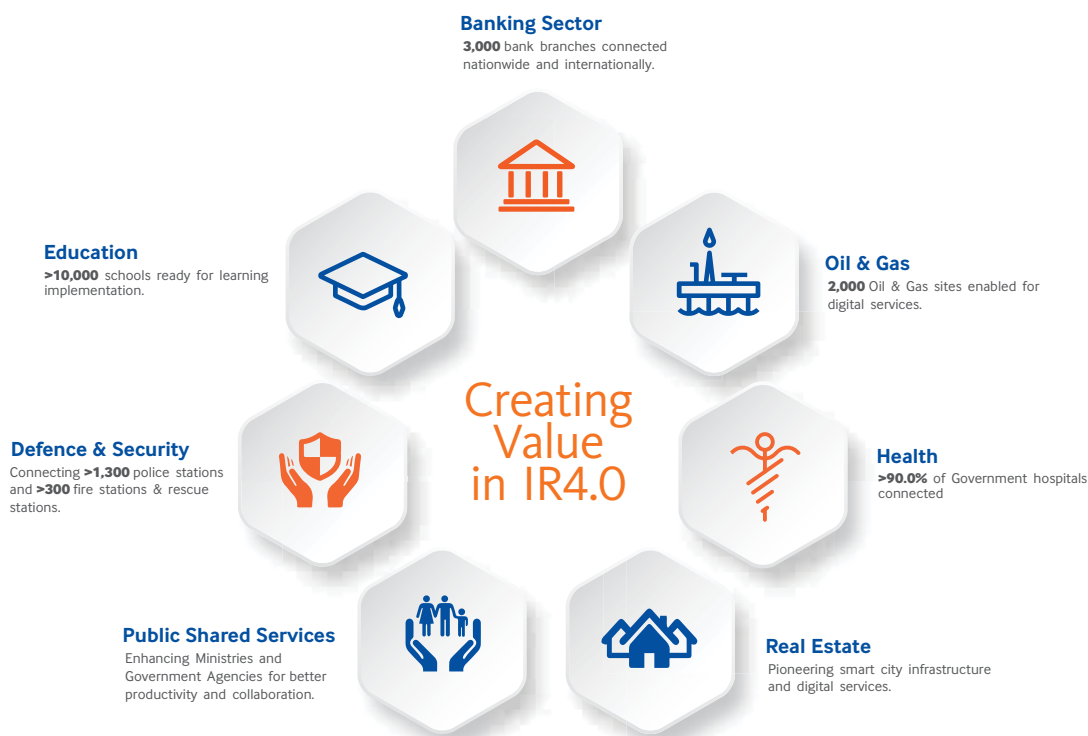 Banking Sector
3,000 bank branches connected
nationwide and internationally.
Education
>10,000 schools ready for learning
implementation.
Oil & Gas
2,000 Oil & Gas sites enabled for
digital services.
Creating
Value
in IR4.0
Defence & Security
Connecting >1,300 police stations
and >300 fire stations & rescue
stations.
Health
>90.0% of Government hospitals
connected
Public Shared Services
Enhancing Ministries and
Government Agencies for better
productivity and collaboration.
Real Estate
Pioneering smart city infrastructure
and digital services.